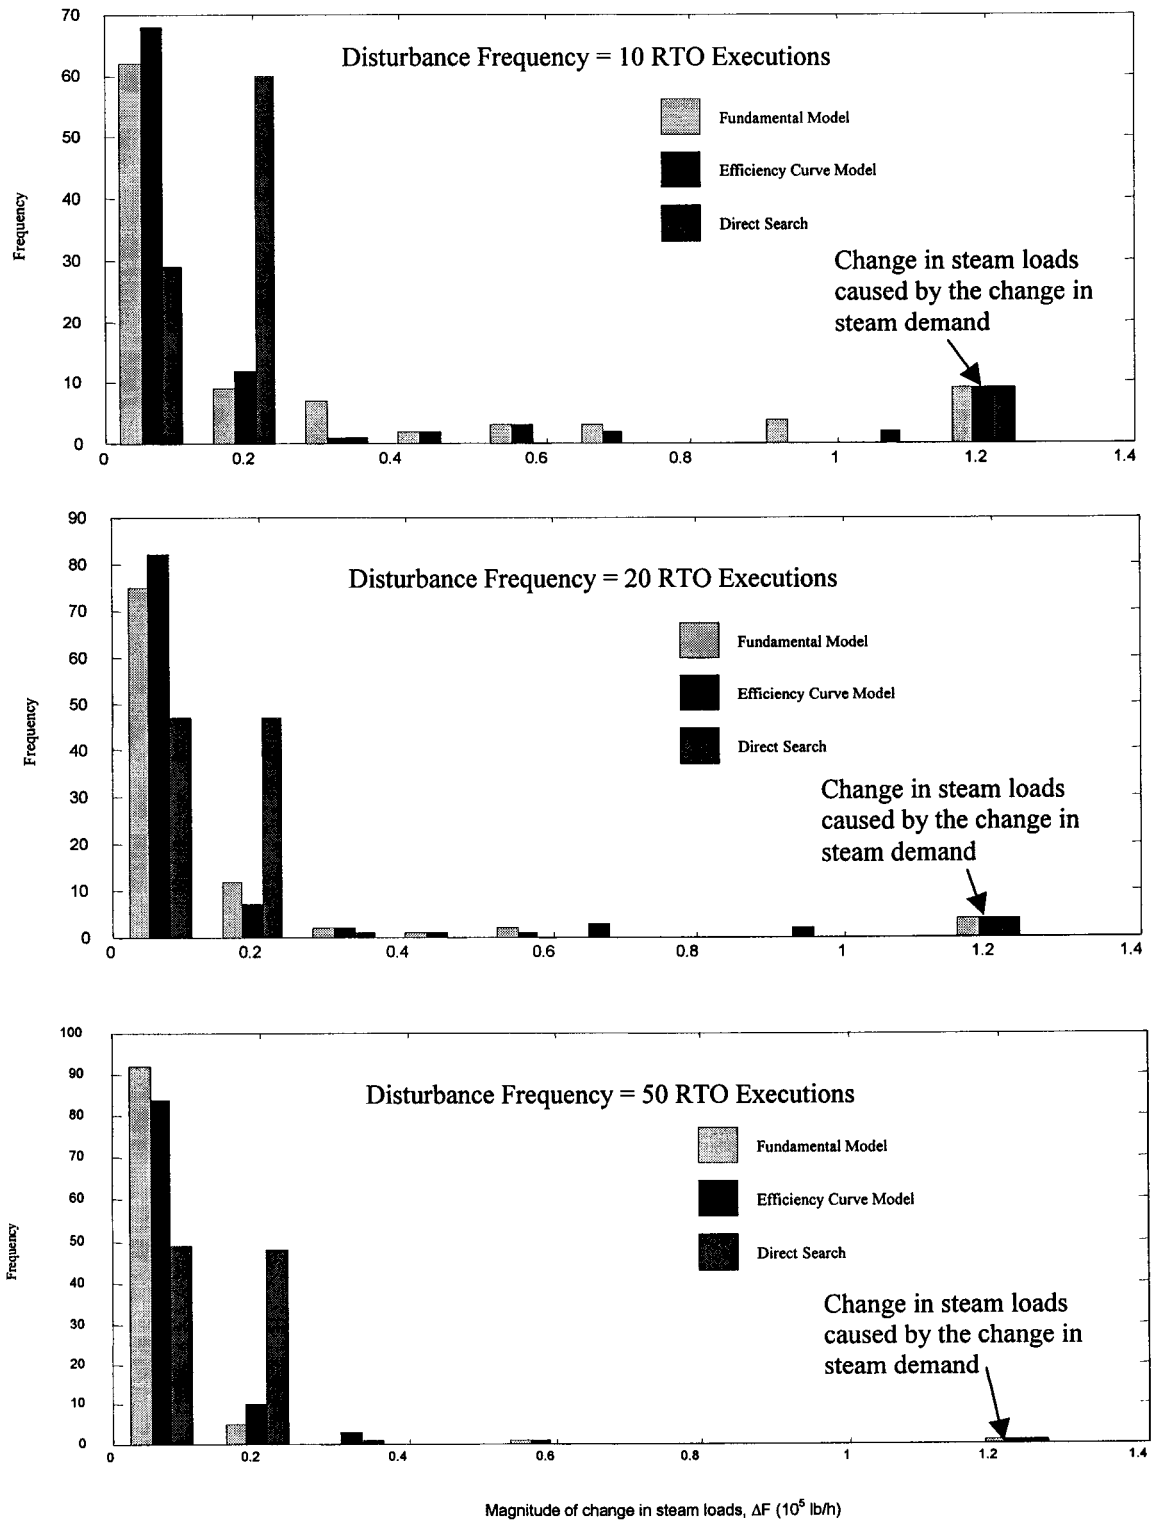 70
Disturbance Frequency = 10 RTO Executions
60
Fundamental Model
50
Efficiency Curve Model
40
Direct Search
Frequency
30
Change in steam loads
caused by the change in
steam demand
20
10
0
0 0.2 0.4 0.6 0.8 1 1.2 1.4
90
80
Disturbance Frequency = 20 RTO Executions
70
Fundamental Model
60
Efficiency Curve Model
50
Direct Search
Frequency
40
Change in steam loads
caused by the change in
steam demand
30
20
10
0
0 0.2 0.4 0.6 0.8 1 1.2 1.4
100
90
Disturbance Frequency = 50 RTO Executions
80
70
Fundamental Model
60
Efficiency Curve Model
50
Direct Search
Frequency
40
Change in steam loads
caused by the change in
steam demand
30
20
10
0
0 0.2 0.4 0.6 0.8 1 1.2 1.4
Magnitude of change in steam loads, ΔF (10⁵ lb/h)